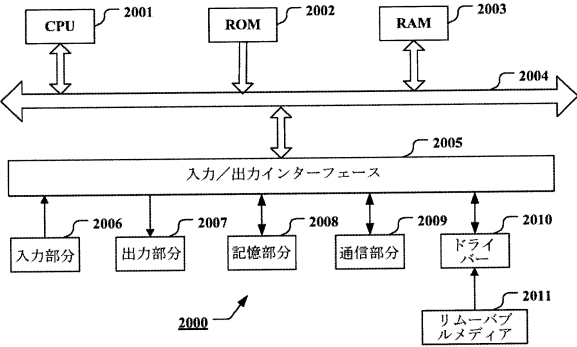 CPU
2001
ROM
2002
RAM
2003
2004
2005
入力／出力インターフェース
2006
入力部分
2007
出力部分
2008
記憶部分
2009
通信部分
2010
ドライ
バー
2000
2011
リムーバブ
ルメディア